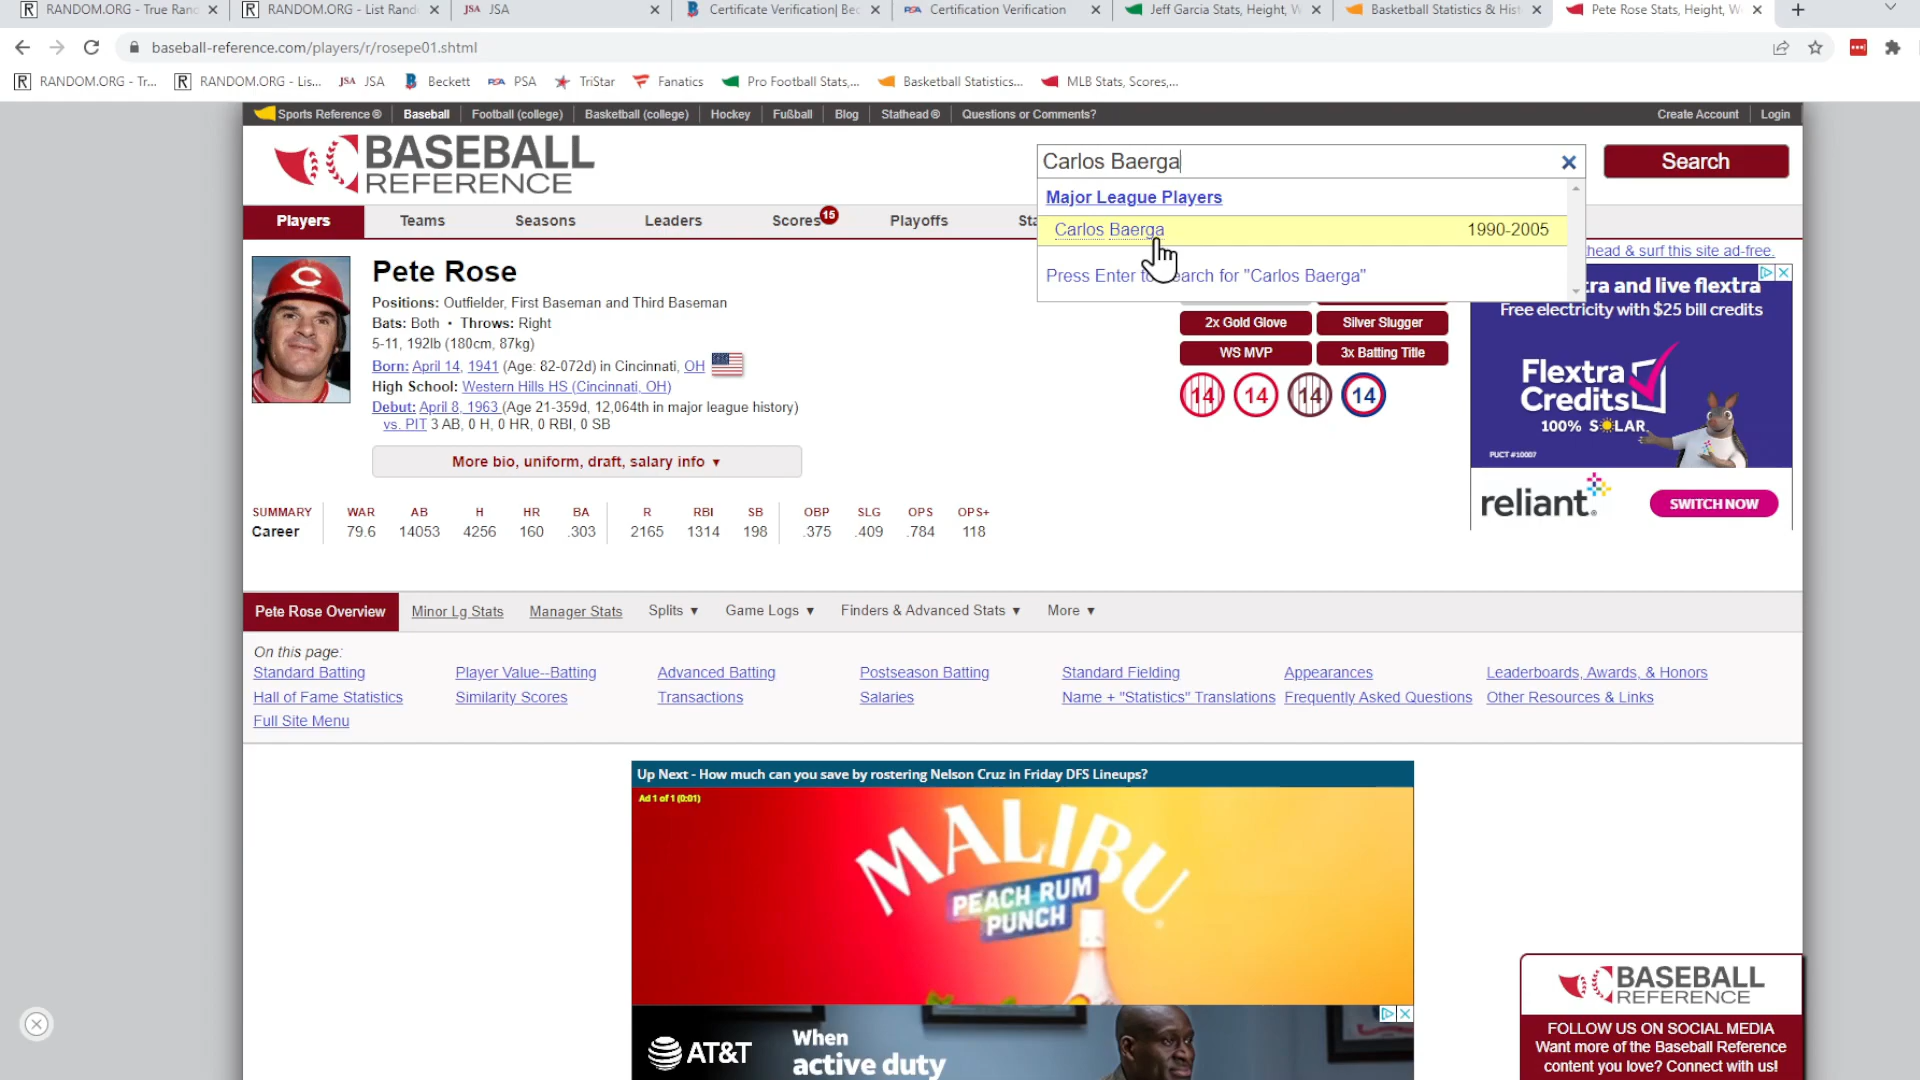 RANDOM.ORG - True Ran
RANDOM.ORG - List Rand
JSA JSA
Certificate Verification| Bec
PSA Certification Verification
Jeff Garcia Stats, Height, W
Basketball Statistics & Hist
Pete Rose Stats, Height, W
baseball-reference.com/players/r/rosepe01.shtml
R RANDOM.ORG - Tr...
R RANDOM.ORG - Lis...
JSA JSA
B Beckett
PSA PSA
TriStar
Fanatics
Pro Football Stats,...
Basketball Statistics...
MLB Stats, Scores,...
Sports Reference ®
Baseball
Football (college)
Basketball (college)
Hockey
Fußball
Blog
Stathead ®
Questions or Comments?
Create Account
Login
BASEBALL
REFERENCE
Carlos Baerga
Search
Major League Players
Carlos Baerga 1990-2005
Press Enter to search for "Carlos Baerga"
Players
Teams
Seasons
Leaders
Scores 15
Playoffs
Sta
head & surf this site ad-free.
Pete Rose
Positions: Outfielder, First Baseman and Third Baseman
Bats: Both • Throws: Right
5-11, 192lb (180cm, 87kg)
Born: April 14, 1941 (Age: 82-072d) in Cincinnati, OH
High School: Western Hills HS (Cincinnati, OH)
Debut: April 8, 1963 (Age 21-359d, 12,064th in major league history)
vs. PIT 3 AB, 0 H, 0 HR, 0 RBI, 0 SB
More bio, uniform, draft, salary info ▼
2x Gold Glove
Silver Slugger
WS MVP
3x Batting Title
14 14 14 14
tra and live flextra
Free electricity with $25 bill credits
Flextra
Credits
100% SOLAR
PUCT #10007
reliant
SWITCH NOW
SUMMARY WAR AB H HR BA R RBI SB OBP SLG OPS OPS+
Career 79.6 14053 4256 160 .303 2165 1314 198 .375 .409 .784 118
Pete Rose Overview
Minor Lg Stats
Manager Stats
Splits ▼
Game Logs ▼
Finders & Advanced Stats ▼
More ▼
On this page:
Standard Batting
Player Value--Batting
Advanced Batting
Postseason Batting
Standard Fielding
Appearances
Leaderboards, Awards, & Honors
Hall of Fame Statistics
Similarity Scores
Transactions
Salaries
Name + "Statistics" Translations
Frequently Asked Questions
Other Resources & Links
Full Site Menu
Up Next - How much can you save by rostering Nelson Cruz in Friday DFS Lineups?
Ad 1 of 1 (0:01)
MALIBU
PEACH RUM
PUNCH
AT&T
When
active duty
BASEBALL
REFERENCE
FOLLOW US ON SOCIAL MEDIA
Want more of the Baseball Reference
content you love? Connect with us!